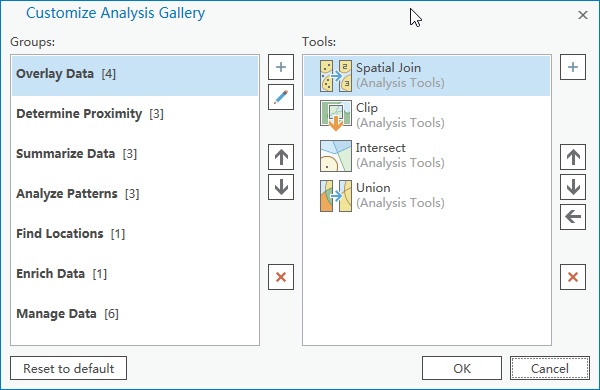 Customize Analysis Gallery
Groups:
Overlay Data [4]
Determine Proximity [3]
Summarize Data [3]
Analyze Patterns [3]
Find Locations [1]
Enrich Data [1]
Manage Data [6]
Tools:
Spatial Join
(Analysis Tools)
Clip
(Analysis Tools)
Intersect
(Analysis Tools)
Union
(Analysis Tools)
Reset to default
OK
Cancel